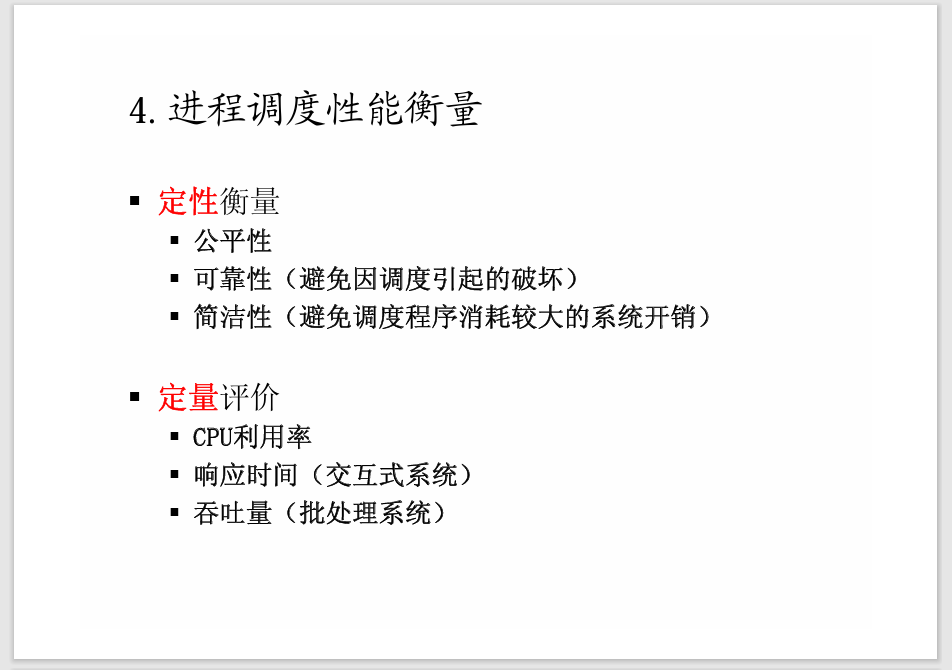 4. 进程调度性能衡量
▪ 定性衡量
▪ 公平性
▪ 可靠性（避免因调度引起的破坏）
▪ 简洁性（避免调度程序消耗较大的系统开销）
▪ 定量评价
▪ CPU利用率
▪ 响应时间（交互式系统）
▪ 吞吐量（批处理系统）